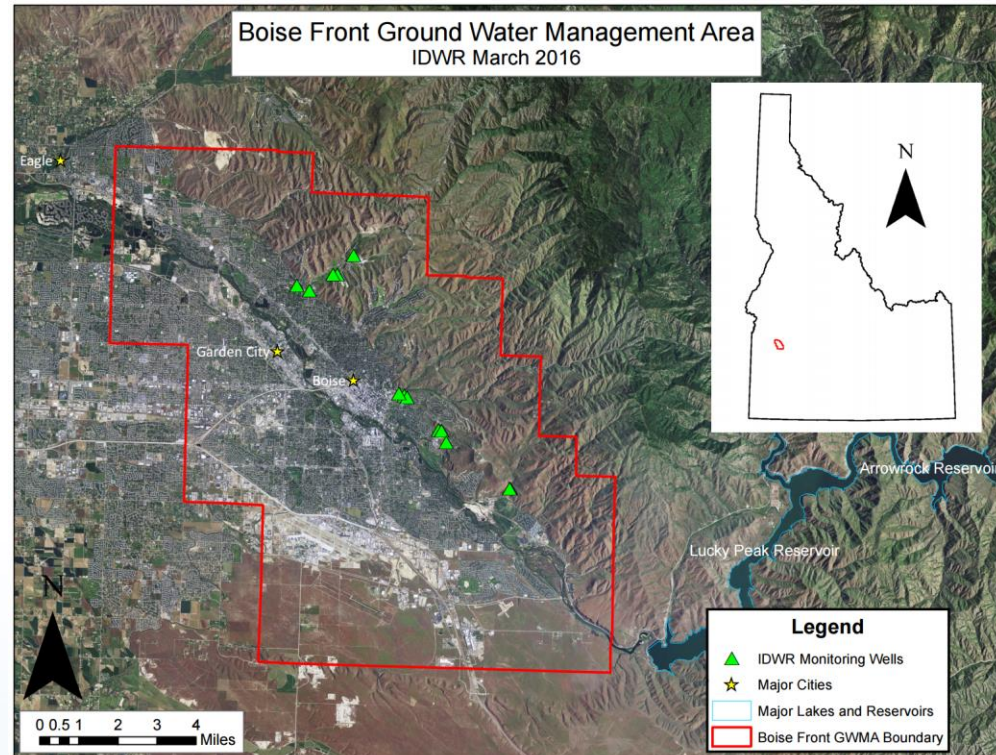 Boise Front Ground Water Management Area
IDWR March 2016
N
Eagle
Garden City
Boise
Arrowrock Reservoir
Lucky Peak Reservoir
N
0 0.5 1 2 3 4
Miles
Legend
IDWR Monitoring Wells
Major Cities
Major Lakes and Reservoirs
Boise Front GWMA Boundary